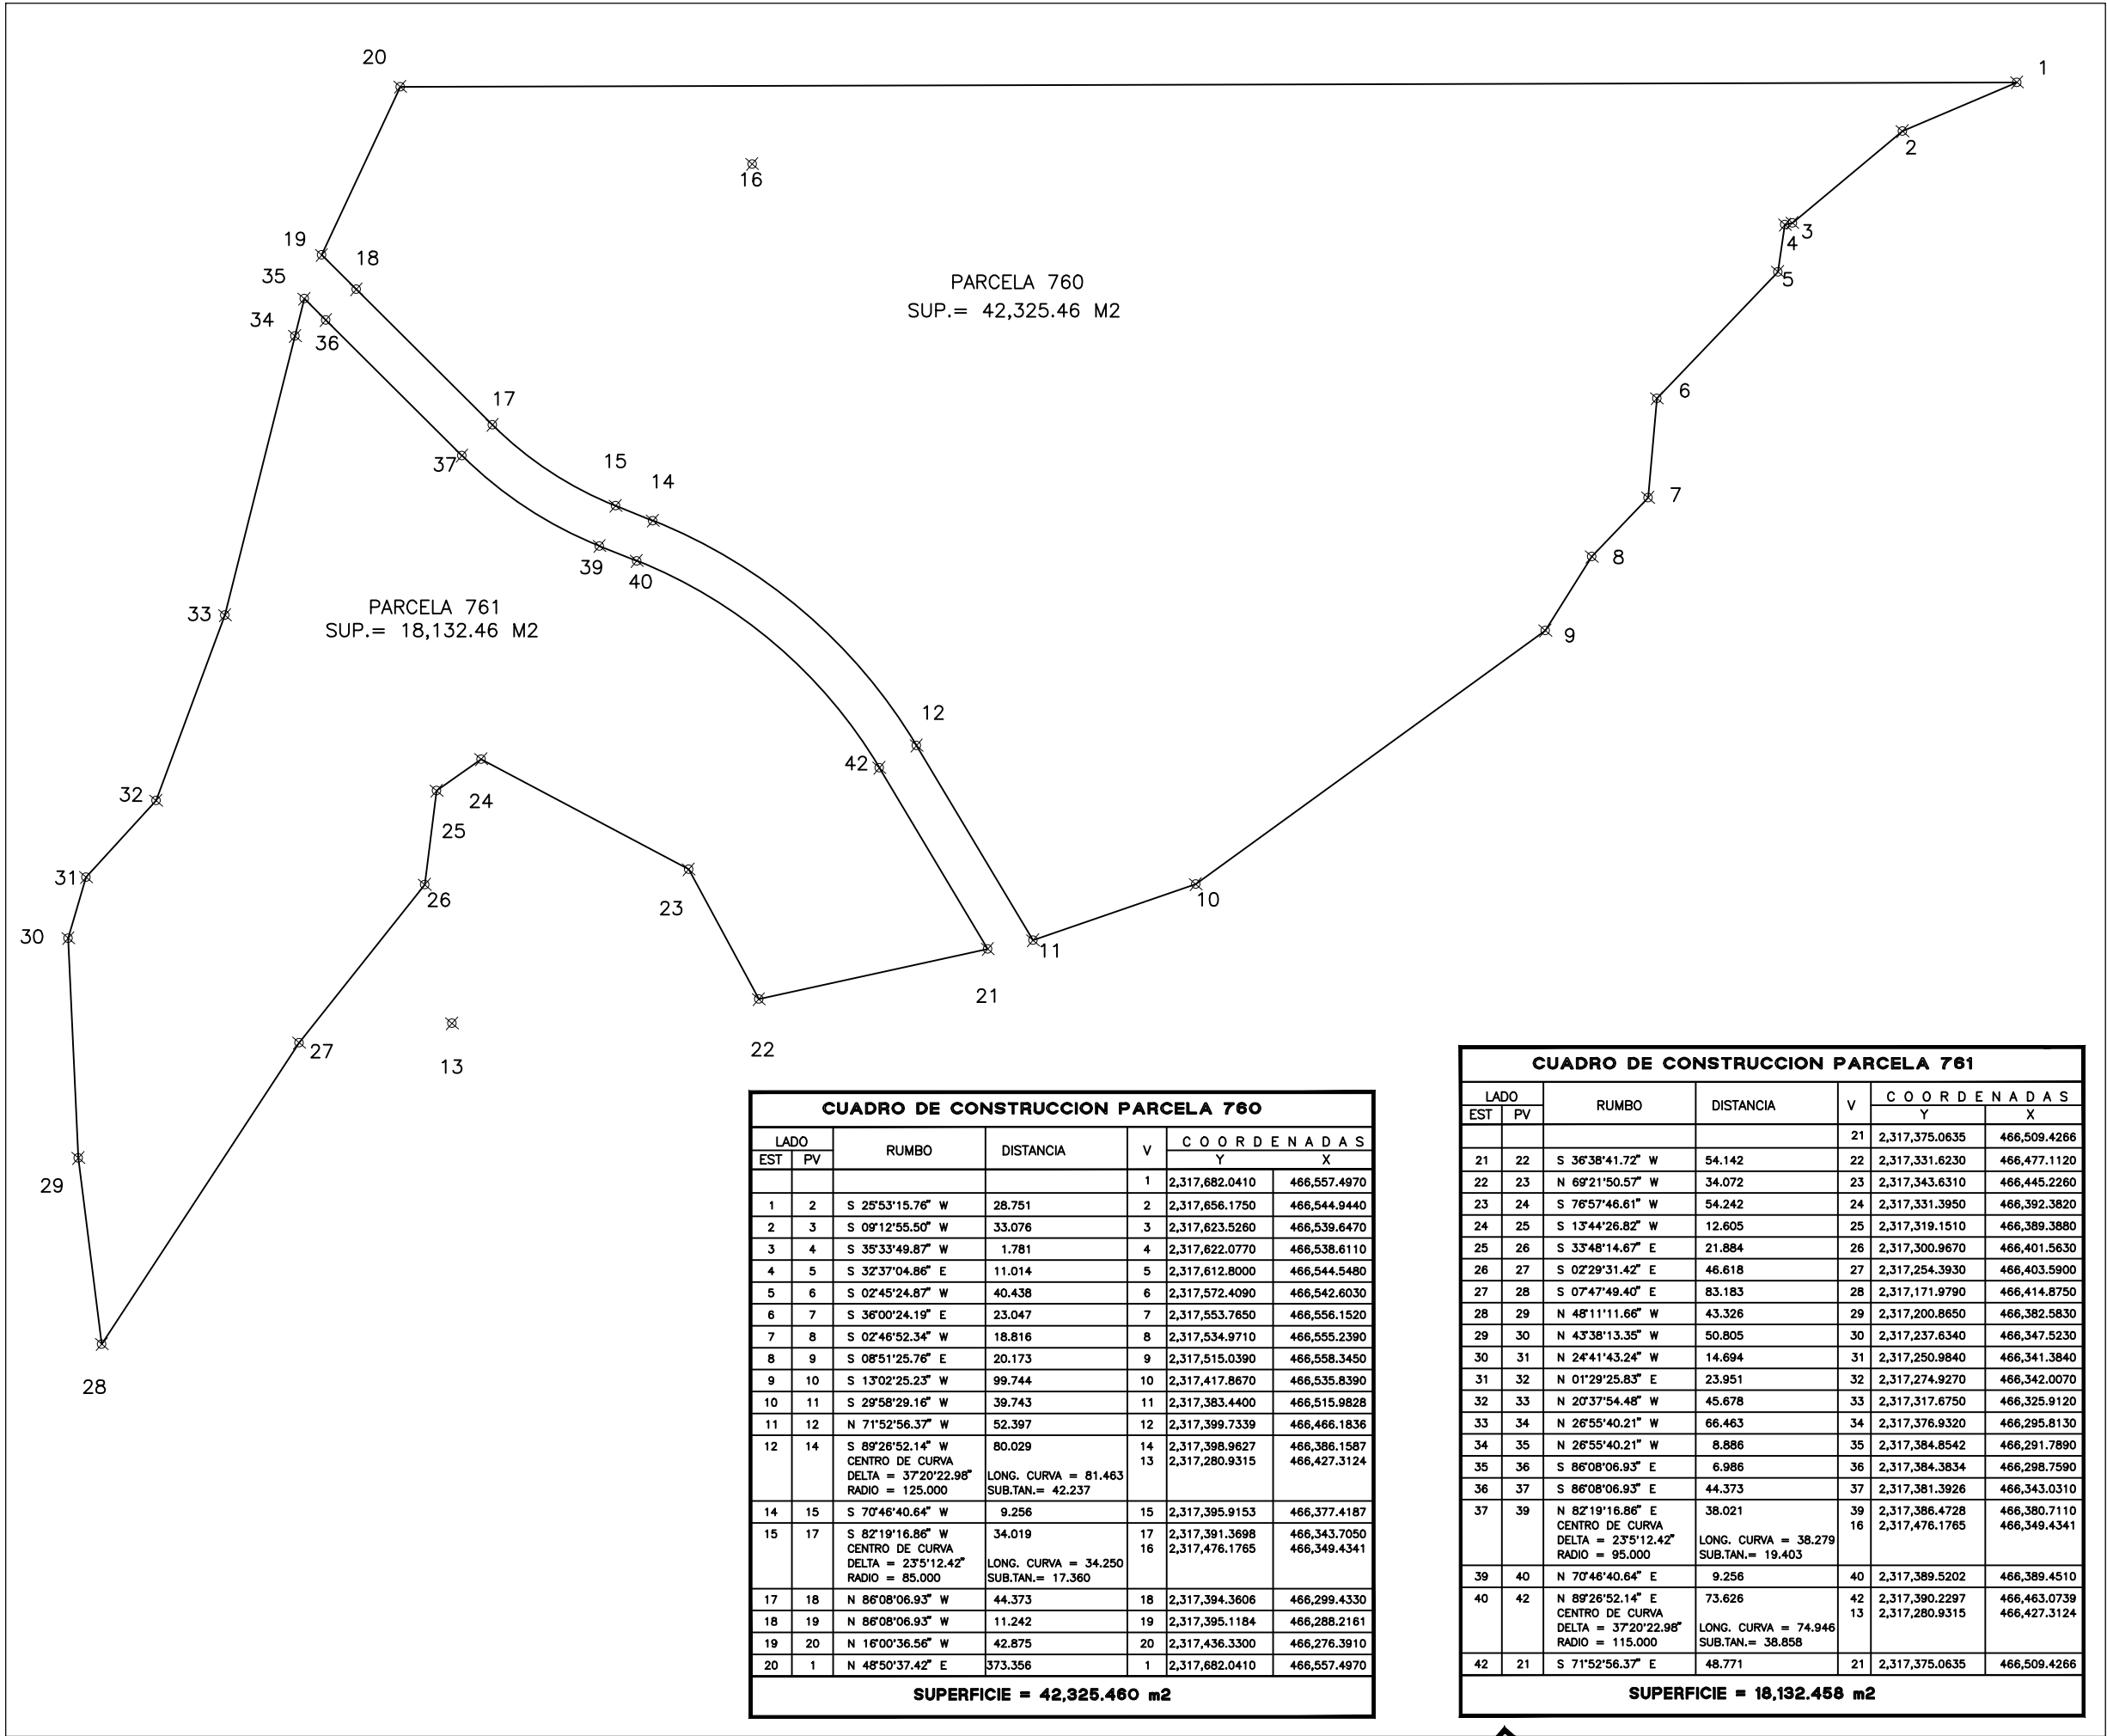 20
1
2
16
3
4
5
19
18
35
34
36
PARCELA 760
SUP.= 42,325.46 M2
6
17
37
15
14
7
39
40
8
33
PARCELA 761
SUP.= 18,132.46 M2
9
12
42
32
24
25
31
26
23
10
30
11
21
27
22
13
29
28
CUADRO DE CONSTRUCCION PARCELA 760
LADO RUMBO DISTANCIA V C O O R D E N A D A S
EST PV Y X
1 2,317,682.0410 466,557.4970
1 2 S 25°53'15.76" W 28.751 2 2,317,656.1750 466,544.9440
2 3 S 09°12'55.50" W 33.076 3 2,317,623.5260 466,539.6470
3 4 S 35°33'49.87" W 1.781 4 2,317,622.0770 466,538.6110
4 5 S 32°37'04.86" E 11.014 5 2,317,612.8000 466,544.5480
5 6 S 02°45'24.87" W 40.438 6 2,317,572.4090 466,542.6030
6 7 S 36°00'24.19" E 23.047 7 2,317,553.7650 466,556.1520
7 8 S 02°46'52.34" W 18.816 8 2,317,534.9710 466,555.2390
8 9 S 08°51'25.76" E 20.173 9 2,317,515.0390 466,558.3450
9 10 S 13°02'25.23" W 99.744 10 2,317,417.8670 466,535.8390
10 11 S 29°58'29.16" W 39.743 11 2,317,383.4400 466,515.9828
11 12 N 71°52'56.37" W 52.397 12 2,317,399.7339 466,466.1836
12 14 S 89°26'52.14" W 80.029 14 2,317,398.9627 466,386.1587
CENTRO DE CURVA 13 2,317,280.9315 466,427.3124
DELTA = 37°20'22.98" LONG. CURVA = 81.463
RADIO = 125.000 SUB.TAN.= 42.237
14 15 S 70°46'40.64" W 9.256 15 2,317,395.9153 466,377.4187
15 17 S 82°19'16.86" W 34.019 17 2,317,391.3698 466,343.7050
CENTRO DE CURVA 16 2,317,476.1765 466,349.4341
DELTA = 23°5'12.42" LONG. CURVA = 34.250
RADIO = 85.000 SUB.TAN.= 17.360
17 18 N 86°08'06.93" W 44.373 18 2,317,394.3606 466,299.4330
18 19 N 86°08'06.93" W 11.242 19 2,317,395.1184 466,288.2161
19 20 N 16°00'36.56" W 42.875 20 2,317,436.3300 466,276.3910
20 1 N 48°50'37.42" E 373.356 1 2,317,682.0410 466,557.4970
SUPERFICIE = 42,325.460 m2
CUADRO DE CONSTRUCCION PARCELA 761
LADO RUMBO DISTANCIA V C O O R D E N A D A S
EST PV Y X
21 2,317,375.0635 466,509.4266
21 22 S 36°38'41.72" W 54.142 22 2,317,331.6230 466,477.1120
22 23 N 69°21'50.57" W 34.072 23 2,317,343.6310 466,445.2260
23 24 S 76°57'46.61" W 54.242 24 2,317,331.3950 466,392.3820
24 25 S 13°44'26.82" W 12.605 25 2,317,319.1510 466,389.3880
25 26 S 33°48'14.67" E 21.884 26 2,317,300.9670 466,401.5630
26 27 S 02°29'31.42" E 46.618 27 2,317,254.3930 466,403.5900
27 28 S 07°47'49.40" E 83.183 28 2,317,171.9790 466,414.8750
28 29 N 48°11'11.66" W 43.326 29 2,317,200.8650 466,382.5830
29 30 N 43°38'13.35" W 50.805 30 2,317,237.6340 466,347.5230
30 31 N 24°41'43.24" W 14.694 31 2,317,250.9840 466,341.3840
31 32 N 01°29'25.83" E 23.951 32 2,317,274.9270 466,342.0070
32 33 N 20°37'54.48" W 45.678 33 2,317,317.6750 466,325.9120
33 34 N 26°55'40.21" W 66.463 34 2,317,376.9320 466,295.8130
34 35 N 26°55'40.21" W 8.886 35 2,317,384.8542 466,291.7890
35 36 S 86°08'06.93" E 6.986 36 2,317,384.3834 466,298.7590
36 37 S 86°08'06.93" E 44.373 37 2,317,381.3926 466,343.0310
37 39 N 82°19'16.86" E 38.021 39 2,317,386.4728 466,380.7110
CENTRO DE CURVA 16 2,317,476.1765 466,349.4341
DELTA = 23°5'12.42" LONG. CURVA = 38.279
RADIO = 95.000 SUB.TAN.= 19.403
39 40 N 70°46'40.64" E 9.256 40 2,317,389.5202 466,389.4510
40 42 N 89°26'52.14" E 73.626 42 2,317,390.2297 466,463.0739
CENTRO DE CURVA 13 2,317,280.9315 466,427.3124
DELTA = 37°20'22.98" LONG. CURVA = 74.946
RADIO = 115.000 SUB.TAN.= 38.858
42 21 S 71°52'56.37" E 48.771 21 2,317,375.0635 466,509.4266
SUPERFICIE = 18,132.458 m2